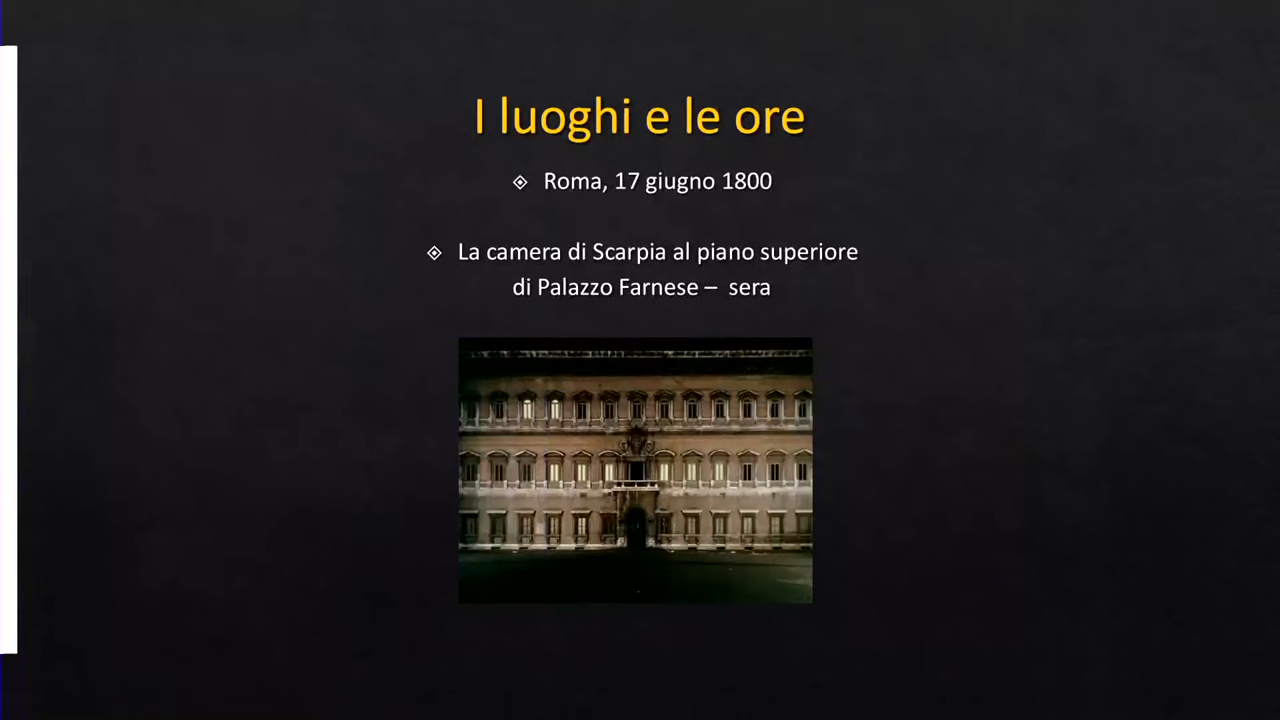 I luoghi e le ore
Roma, 17 giugno 1800
La camera di Scarpia al piano superiore
di Palazzo Farnese – sera